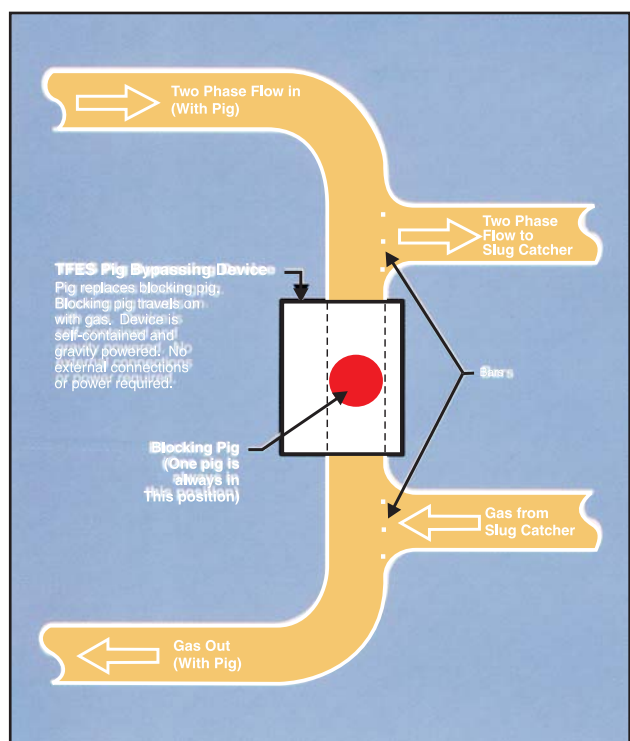 Two Phase Flow in
(With Pig)
Two Phase
Flow to
Slug Catcher
TFES Pig Bypassing Device
Pig replaces blocking pig.
Blocking pig travels on
with gas. Device is
self-contained and
gravity powered. No
external connections
or power required.
Bars
Blocking Pig
(One pig is
always in
This position)
Gas from
Slug Catcher
Gas Out
(With Pig)